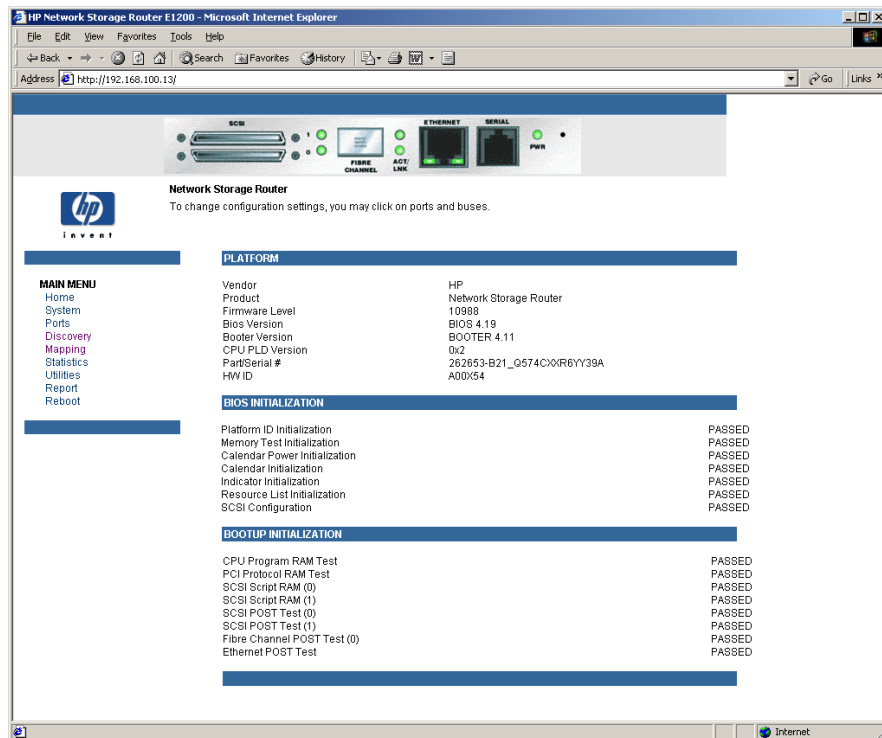 HP Network Storage Router E1200 - Microsoft Internet Explorer
File Edit View Favorites Tools Help
Back Search Favorites History
Address http://192.168.100.13/ Go Links »
SCSI ETHERNET SERIAL
1
0
FIBRE CHANNEL ACT/ LNK PWR
hp
invent
Network Storage Router
To change configuration settings, you may click on ports and buses.
MAIN MENU
Home
System
Ports
Discovery
Mapping
Statistics
Utilities
Report
Reboot
PLATFORM
Vendor HP
Product Network Storage Router
Firmware Level 10988
Bios Version BIOS 4.19
Booter Version BOOTER 4.11
CPU PLD Version 0x2
Part/Serial # 262653-B21_Q574CXXR6YY39A
HW ID A00X54
BIOS INITIALIZATION
Platform ID Initialization PASSED
Memory Test Initialization PASSED
Calendar Power Initialization PASSED
Calendar Initialization PASSED
Indicator Initialization PASSED
Resource List Initialization PASSED
SCSI Configuration PASSED
BOOTUP INITIALIZATION
CPU Program RAM Test PASSED
PCI Protocol RAM Test PASSED
SCSI Script RAM (0) PASSED
SCSI Script RAM (1) PASSED
SCSI POST Test (0) PASSED
SCSI POST Test (1) PASSED
Fibre Channel POST Test (0) PASSED
Ethernet POST Test PASSED
Internet